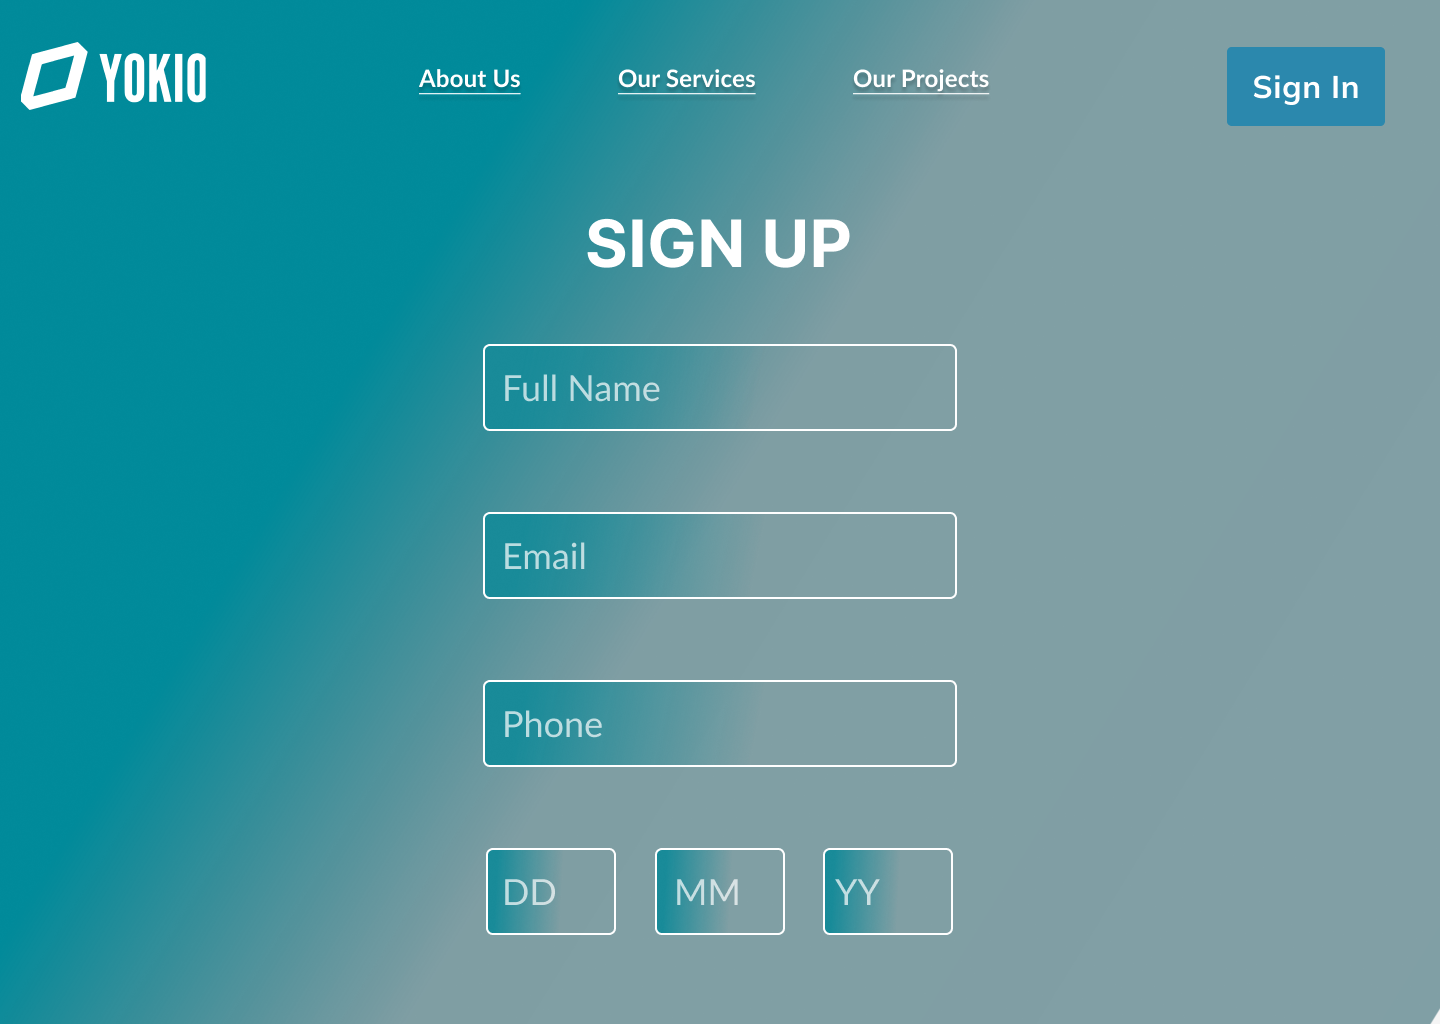 YOKIO
About Us Our Services Our Projects
Sign In
SIGN UP
Full Name
Email
Phone
DD MM YY